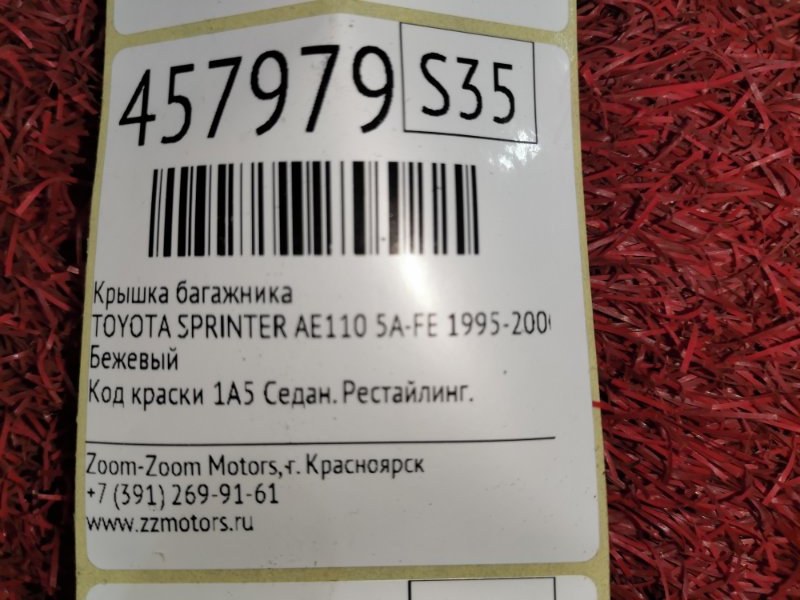 457979 S35
Крышка багажника
TOYOTA SPRINTER AE110 5A-FE 1995-200
Бежевый
Код краски 1A5 Седан. Рестайлинг.
Zoom-Zoom Motors, г. Красноярск
+7 (391) 269-91-61
www.zzmotors.ru